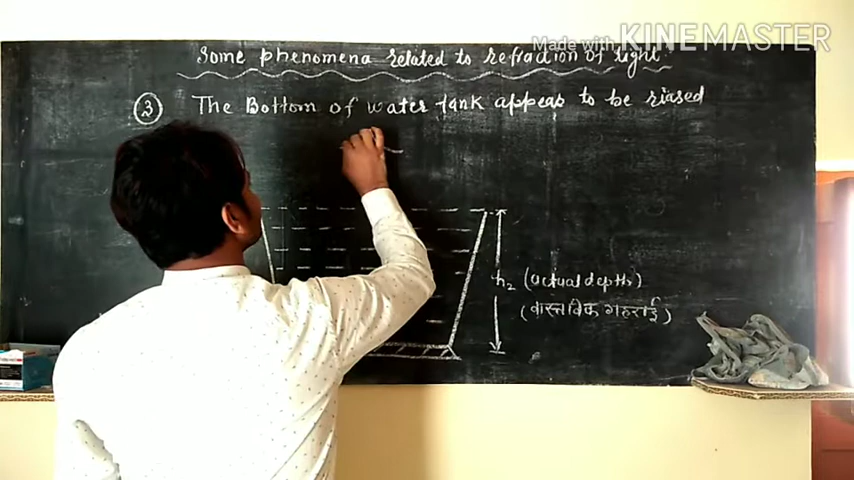 Made with KINEMASTER
Some phenomena related to refraction of light
③ The Bottom of water tank appears to be riased
h₂ (actual depth)
(वास्तविक गहराई)